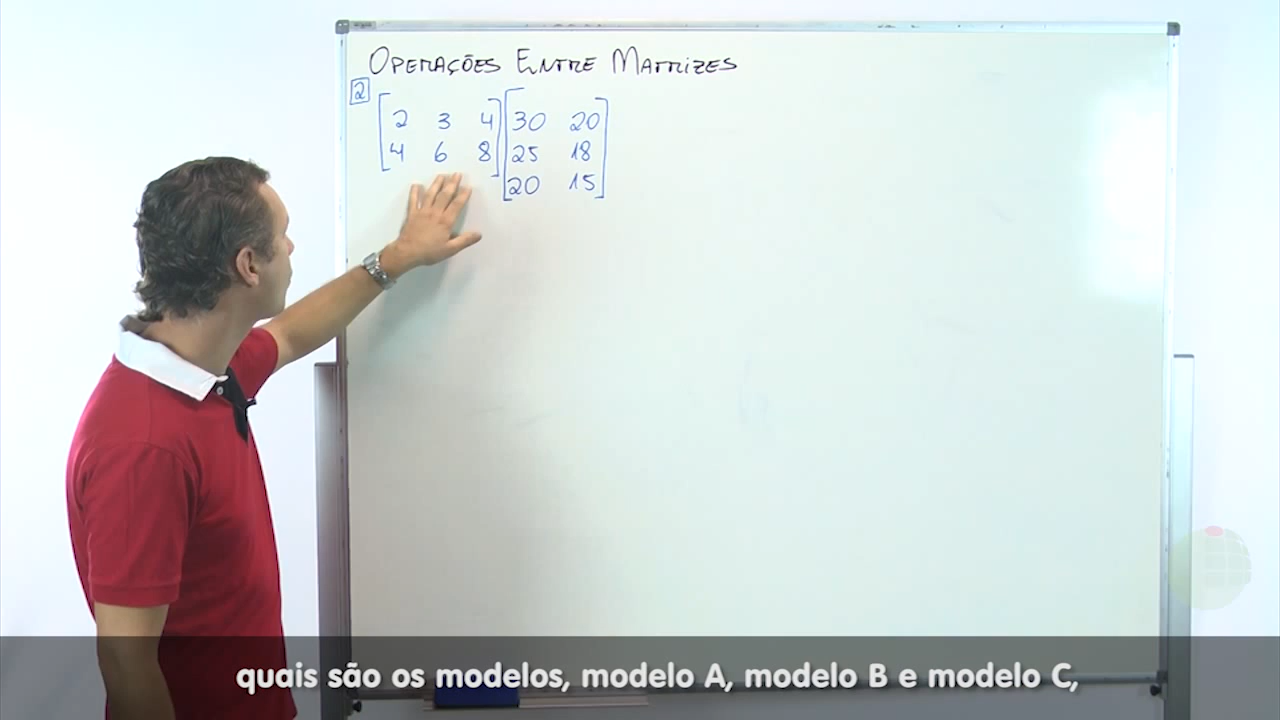 OPERAÇÕES ENTRE MATRIZES
2
2 3 4 30 20
4 6 8 25 18
20 15
quais são os modelos, modelo A, modelo B e modelo C,